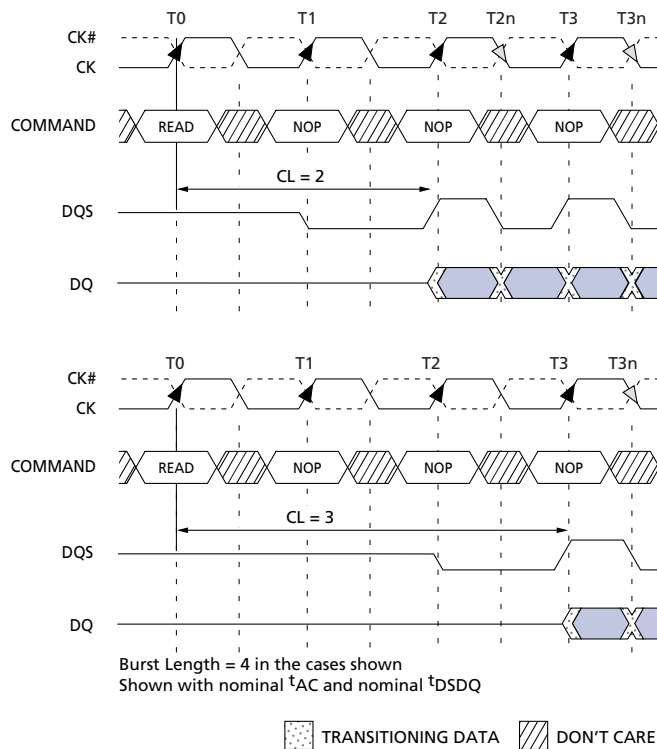 T0 T1 T2 T2n T3 T3n
CK#
CK
COMMAND READ NOP NOP NOP
CL = 2
DQS
DQ
T0 T1 T2 T3 T3n
CK#
CK
COMMAND READ NOP NOP NOP
CL = 3
DQS
DQ
Burst Length = 4 in the cases shown
Shown with nominal tAC and nominal tDSDQ
TRANSITIONING DATA DON'T CARE